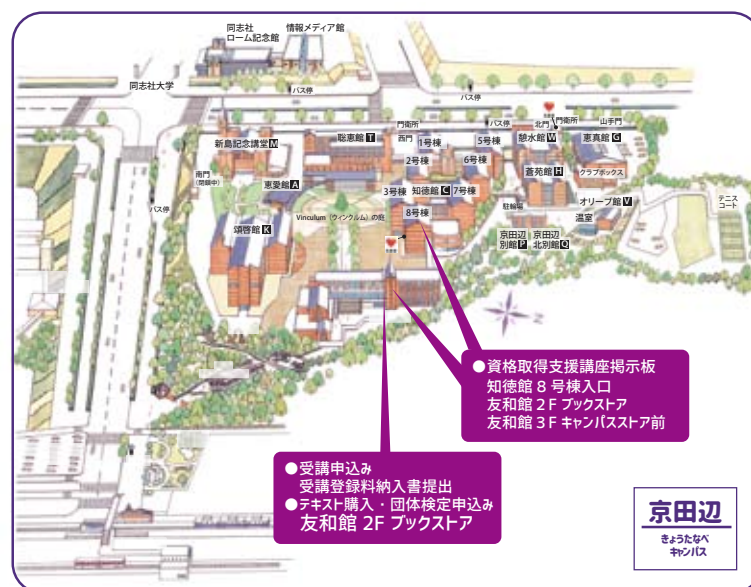 同志社
ローム記念館
情報メディア館
同志社大学
バス停
バス停
新島記念講堂 M
聡恵館 T
門衛所
西門
バス停
1号棟
5号棟
2号棟
6号棟
北門
門衛所
山手門
憩水館 W
恵真館 G
南門
(閉鎖中)
恵愛館 A
3号棟
知徳館 C
7号棟
蒼苑館 H
クラブボックス
バス停
頌啓館 K
Vinculum(ウィンクルム)の庭
8号棟
駐輪場
オリーブ館 V
温室
テニス
コート
京田辺
別館 P
京田辺
北別館 Q
N
●資格取得支援講座掲示板
知徳館8号棟入口
友和館2Fブックストア
友和館3Fキャンパスストア前
●受講申込み
受講登録料納入書提出
●テキスト購入・団体検定申込み
友和館 2F ブックストア
京田辺
きょうたなべ
キャンパス